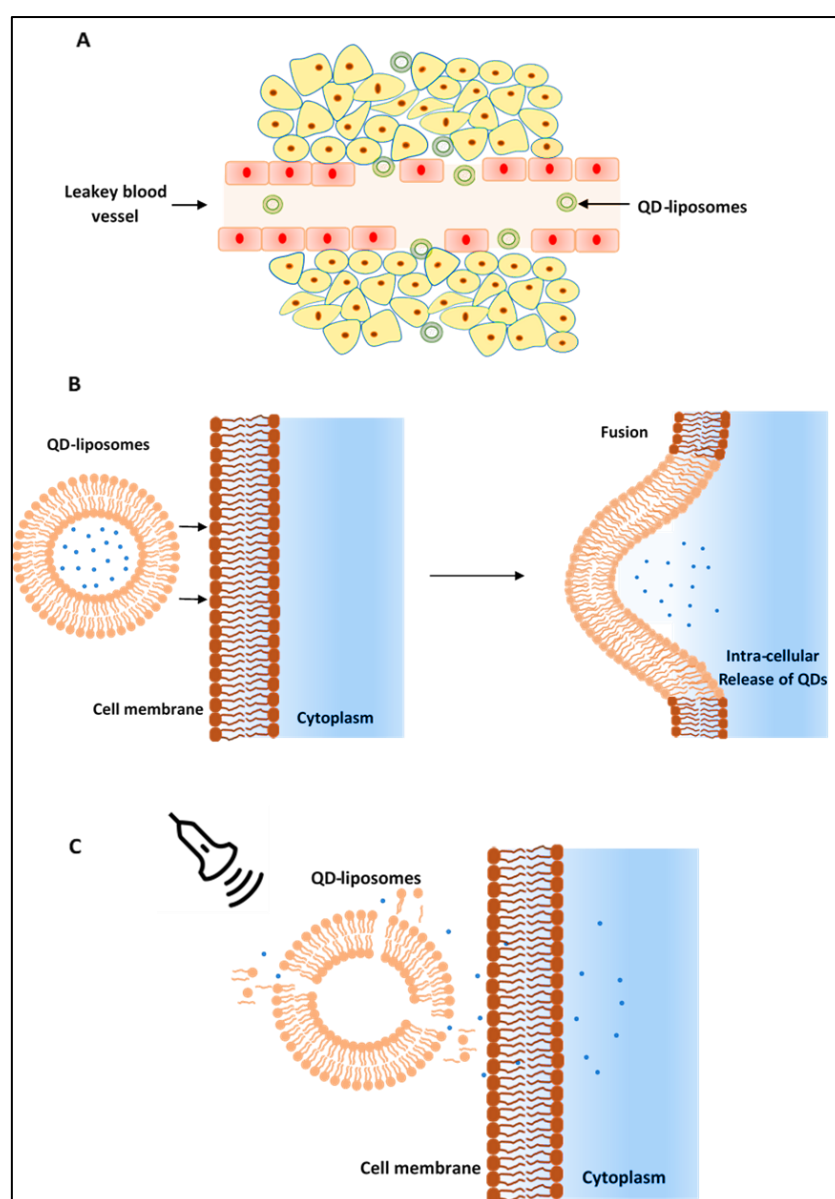 A
Leakey blood
vessel
QD-liposomes
B
QD-liposomes
Fusion
Intra-cellular
Release of QDs
Cell membrane
Cytoplasm
C
QD-liposomes
Cell membrane
Cytoplasm